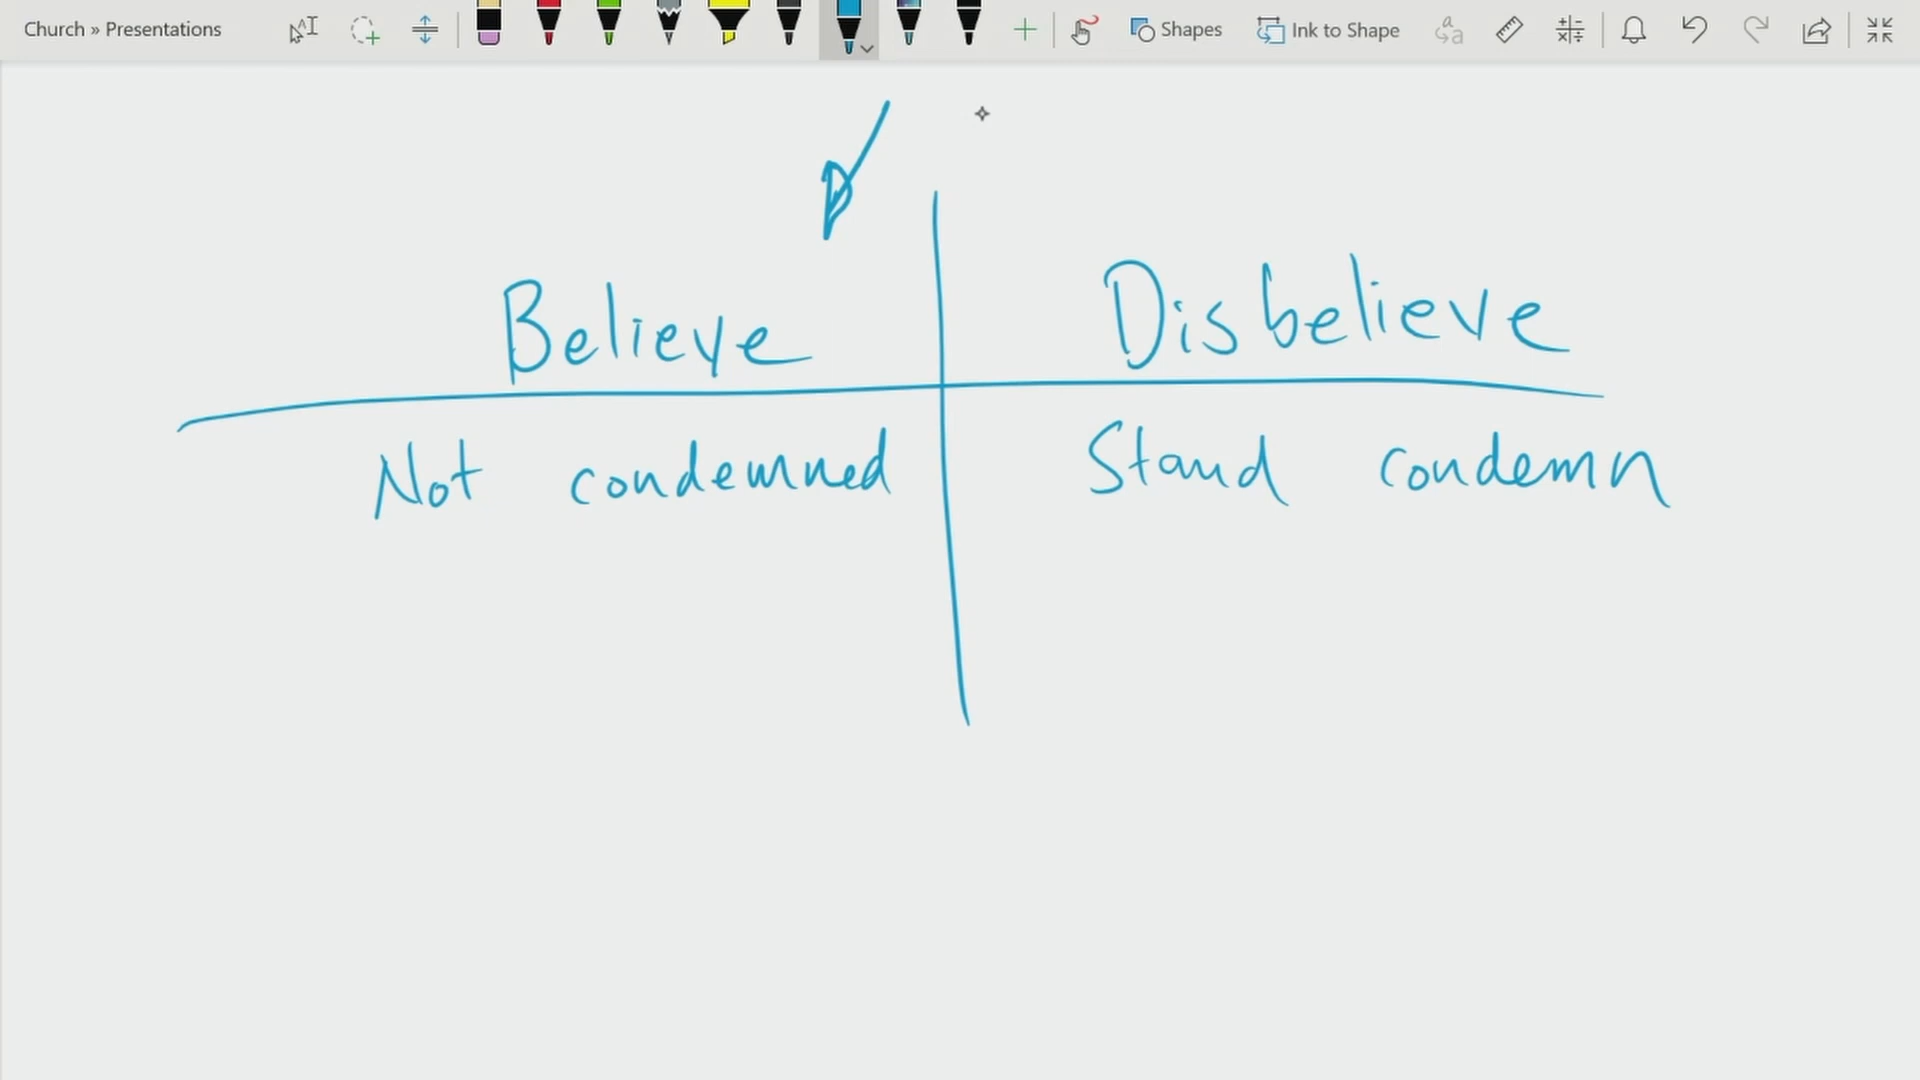 Church » Presentations
Shapes
Ink to Shape
Believe
Disbelieve
Not condemned
Stand condemn